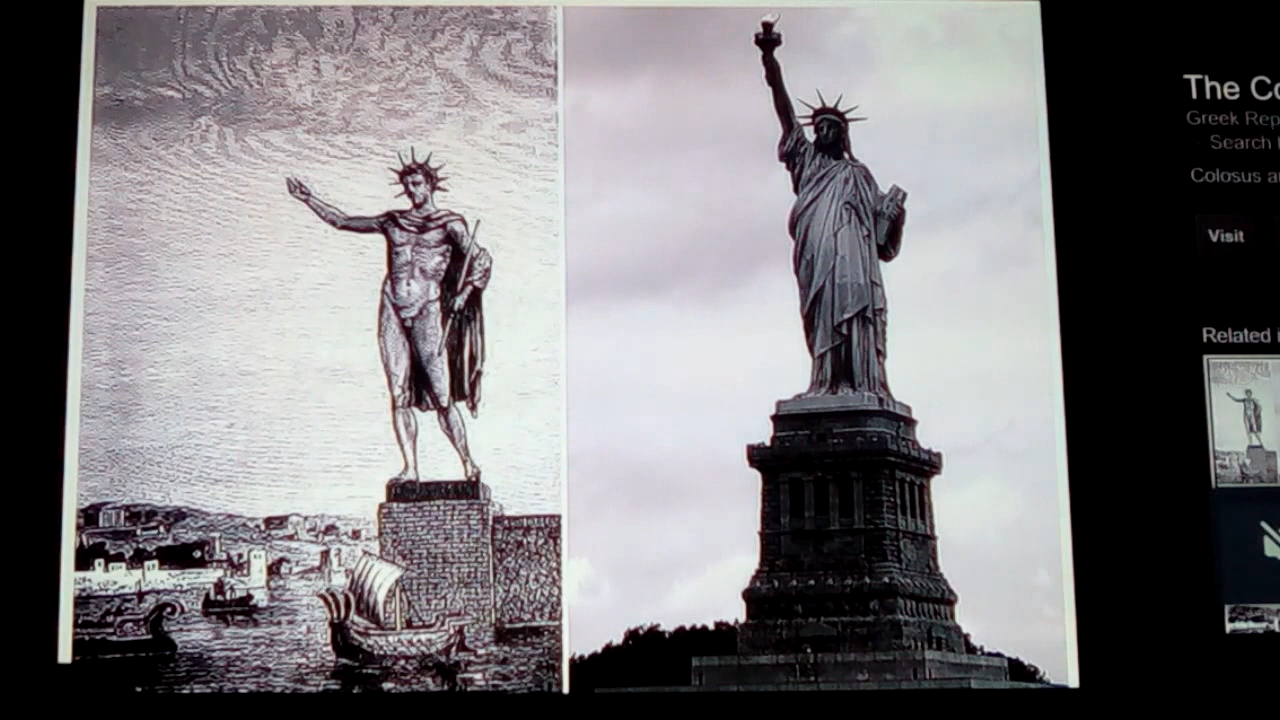 The Co
Greek Rep
Search
Colosus a
Visit
Related i